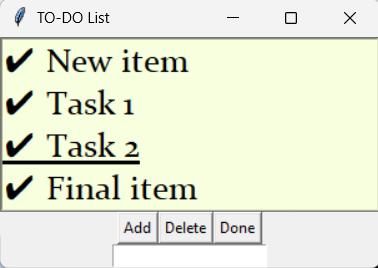 TO-DO List
✔ New item
✔ Task 1
✔ Task 2
✔ Final item
Add Delete Done